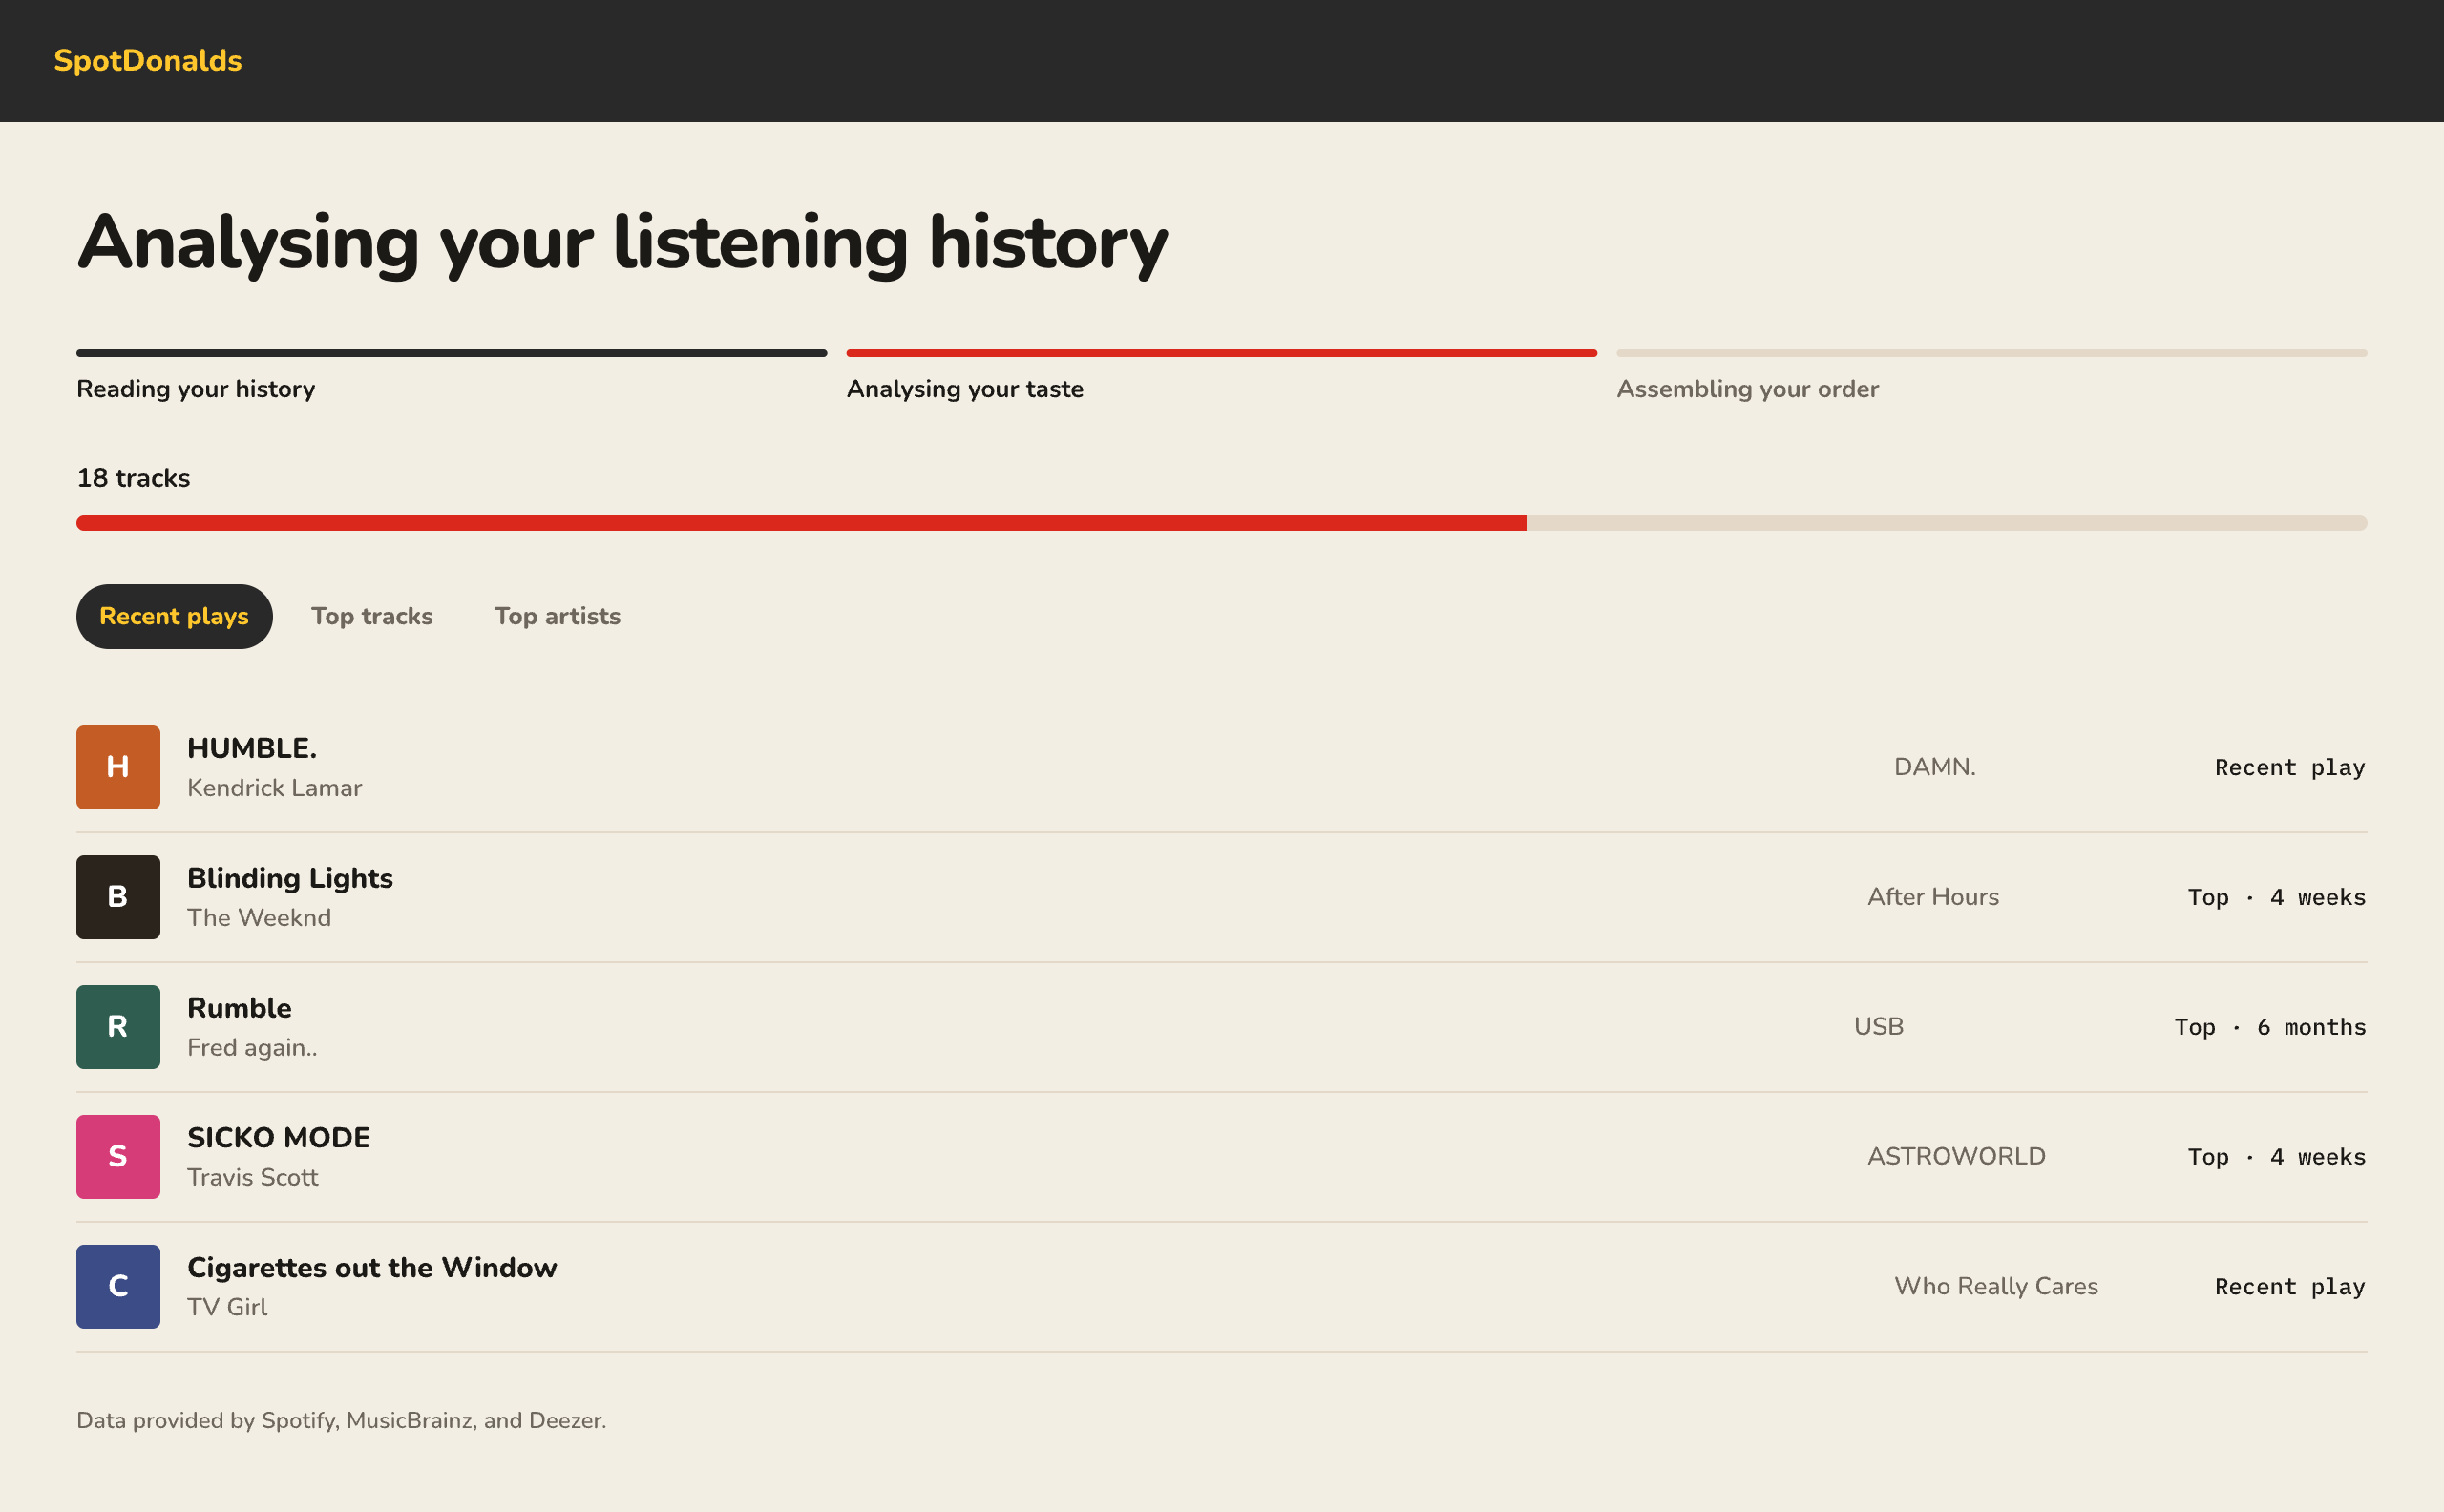 SpotDonalds
Analysing your listening history
Reading your history
Analysing your taste
Assembling your order
18 tracks
Recent plays
Top tracks
Top artists
H
HUMBLE.
Kendrick Lamar
DAMN.
Recent play
B
Blinding Lights
The Weeknd
After Hours
Top · 4 weeks
R
Rumble
Fred again..
USB
Top · 6 months
S
SICKO MODE
Travis Scott
ASTROWORLD
Top · 4 weeks
C
Cigarettes out the Window
TV Girl
Who Really Cares
Recent play
Data provided by Spotify, MusicBrainz, and Deezer.